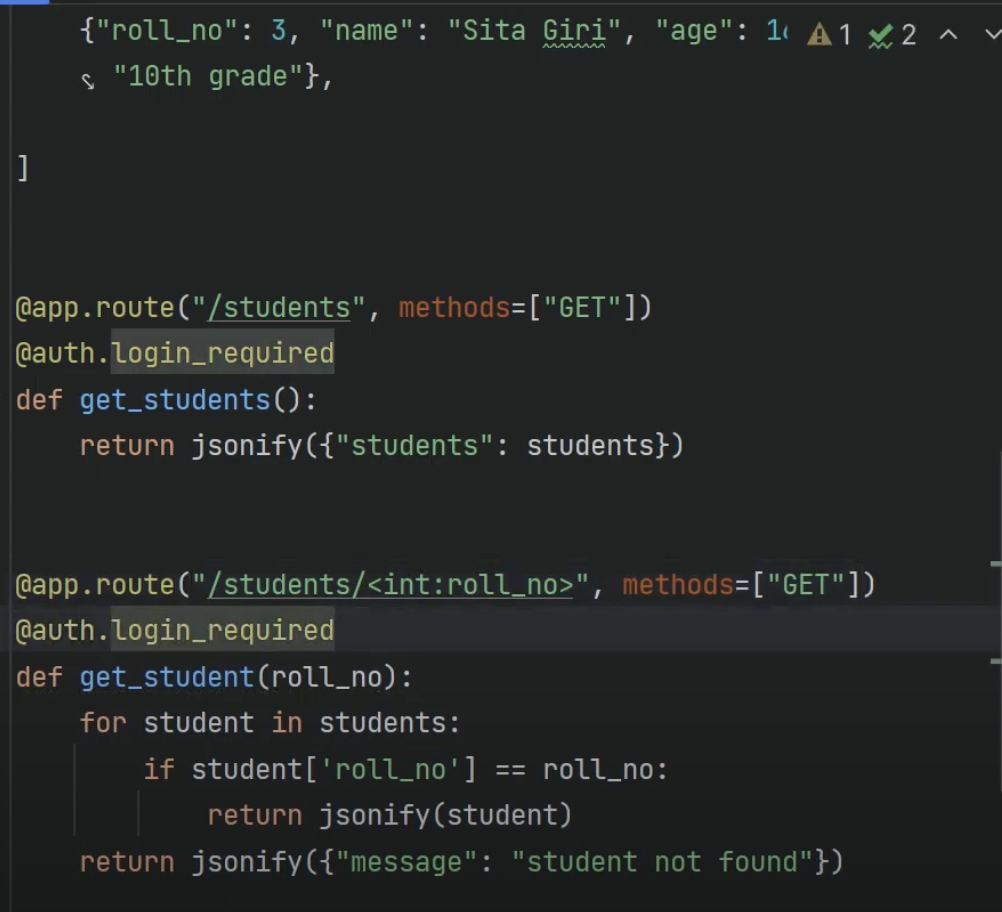 {"roll_no": 3, "name": "Sita Giri", "age": 1 1 2
"10th grade"},
]
@app.route("/students", methods=["GET"])
@auth.login_required
def get_students():
    return jsonify({"students": students})
@app.route("/students/<int:roll_no>", methods=["GET"])
@auth.login_required
def get_student(roll_no):
    for student in students:
        if student['roll_no'] == roll_no:
            return jsonify(student)
    return jsonify({"message": "student not found"})